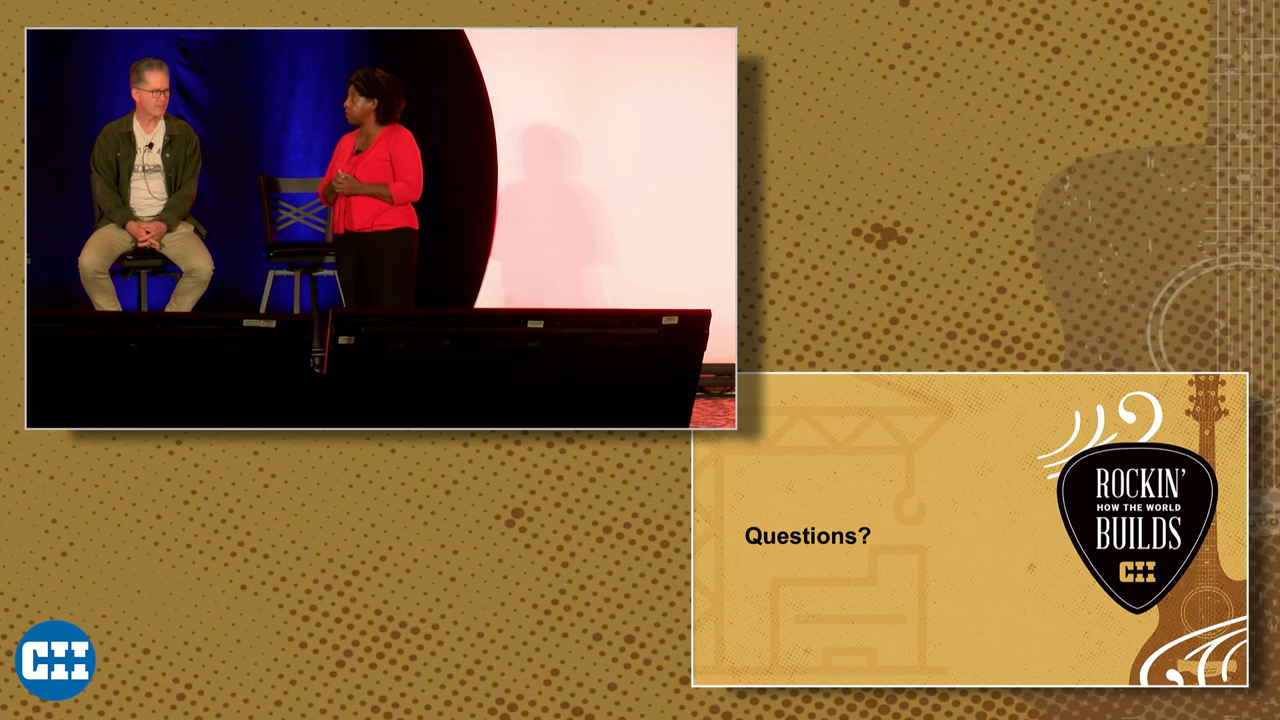 Questions?
ROCKIN'
HOW THE WORLD
BUILDS
CII
CII